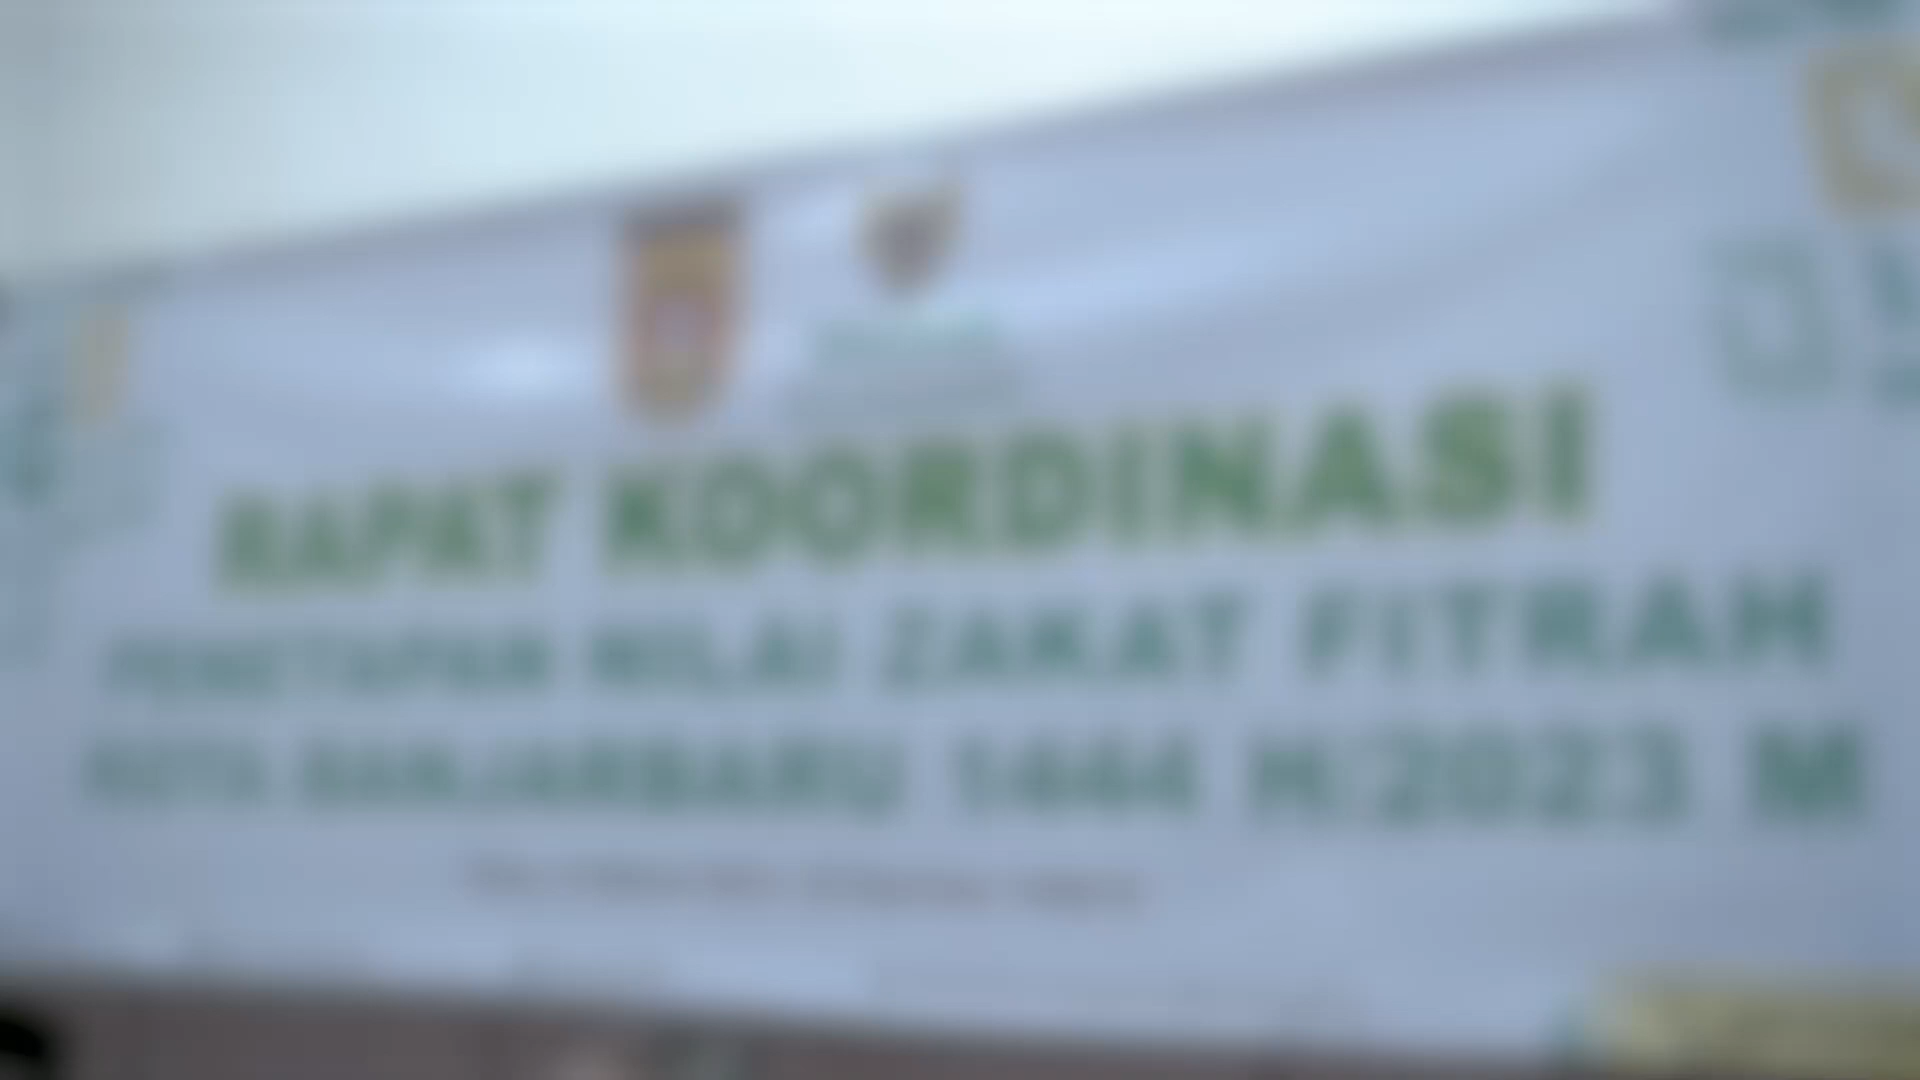 RAPAT KOORDINASI
PENETAPAN NILAI ZAKAT FITRAH
KOTA BANJARBARU 1444 H/2023 M